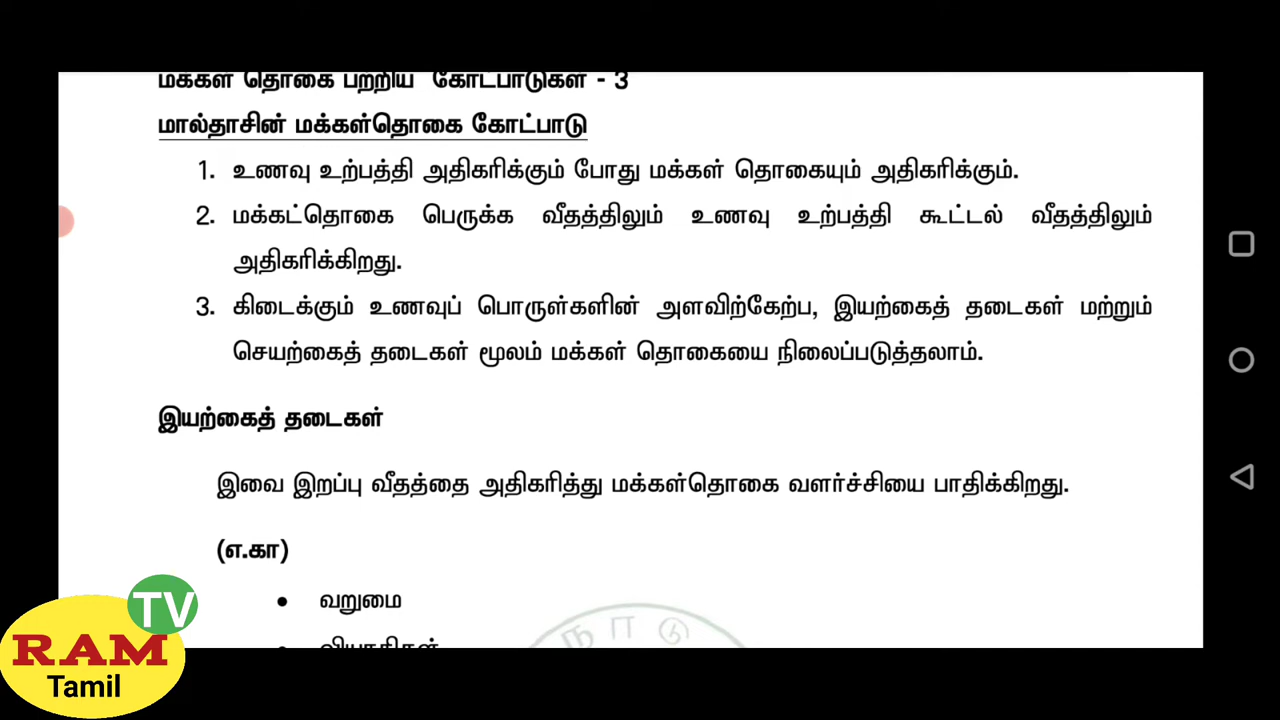 மக்கள் தொகை பற்றிய கோட்பாடுகள் - 3
மால்தாசின் மக்கள்தொகை கோட்பாடு
1. உணவு உற்பத்தி அதிகரிக்கும் போது மக்கள் தொகையும் அதிகரிக்கும்.
2. மக்கட்தொகை பெருக்க வீதத்திலும் உணவு உற்பத்தி கூட்டல் வீதத்திலும்
அதிகரிக்கிறது.
3. கிடைக்கும் உணவுப் பொருள்களின் அளவிற்கேற்ப, இயற்கைத் தடைகள் மற்றும்
செயற்கைத் தடைகள் மூலம் மக்கள் தொகையை நிலைப்படுத்தலாம்.
இயற்கைத் தடைகள்
இவை இறப்பு வீதத்தை அதிகரித்து மக்கள்தொகை வளர்ச்சியை பாதிக்கிறது.
(எ.கா)
• வறுமை
• வியாதிகள்
நாடு
TV
RAM
Tamil